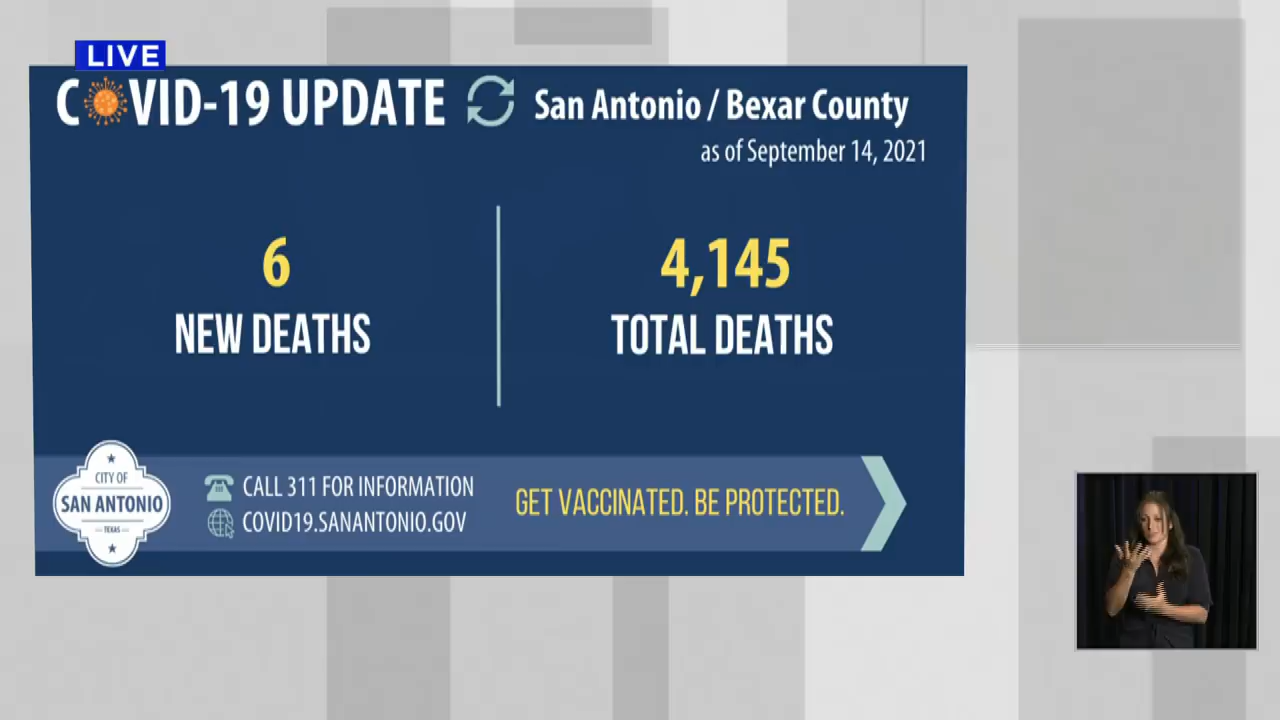 LIVE
COVID-19 UPDATE
San Antonio / Bexar County
as of September 14, 2021
6
NEW DEATHS
4,145
TOTAL DEATHS
CITY OF
SAN ANTONIO
TEXAS
CALL 311 FOR INFORMATION
COVID19.SANANTONIO.GOV
GET VACCINATED. BE PROTECTED.